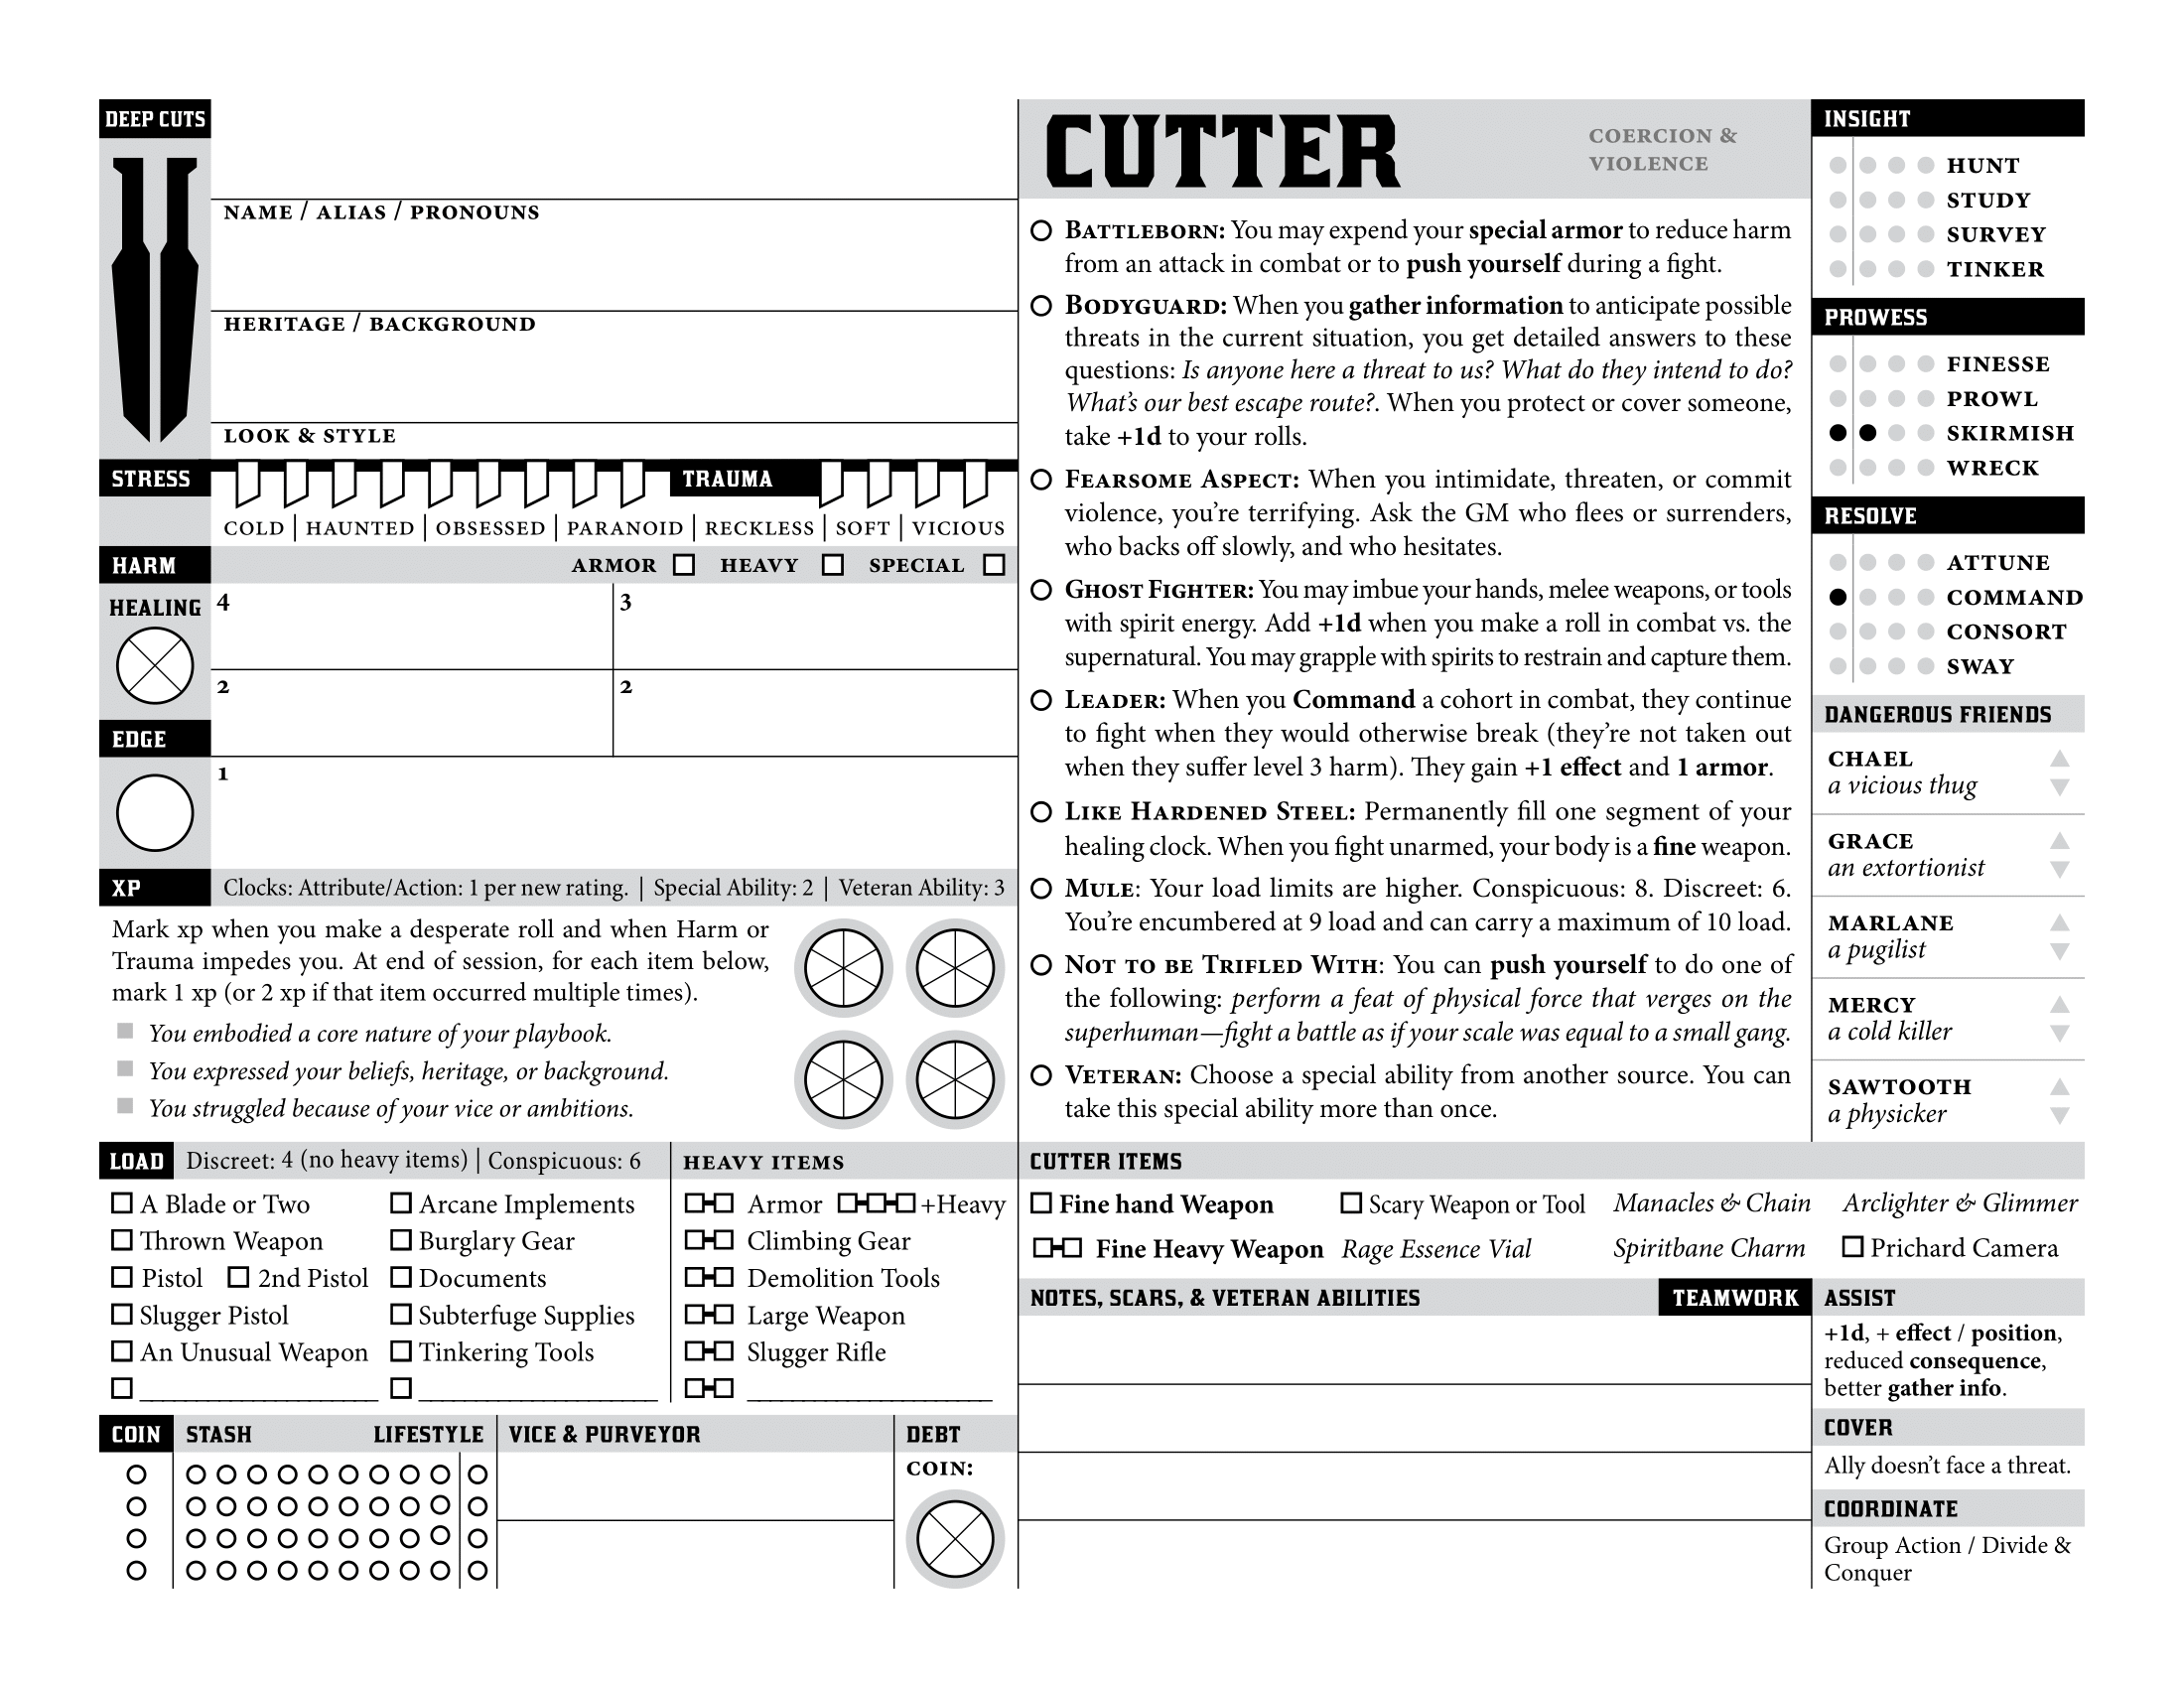 DEEP CUTS
NAME / ALIAS / PRONOUNS
HERITAGE / BACKGROUND
LOOK & STYLE
STRESS
TRAUMA
COLD | HAUNTED | OBSESSED | PARANOID | RECKLESS | SOFT | VICIOUS
HARM
ARMOR HEAVY SPECIAL
HEALING
4
3
2
2
EDGE
1
XP
Clocks: Attribute/Action: 1 per new rating. | Special Ability: 2 | Veteran Ability: 3
Mark xp when you make a desperate roll and when Harm or
Trauma impedes you. At end of session, for each item below,
mark 1 xp (or 2 xp if that item occurred multiple times).
You embodied a core nature of your playbook.
You expressed your beliefs, heritage, or background.
You struggled because of your vice or ambitions.
LOAD
Discreet: 4 (no heavy items) | Conspicuous: 6
A Blade or Two
Thrown Weapon
Pistol 2nd Pistol
Slugger Pistol
An Unusual Weapon
Arcane Implements
Burglary Gear
Documents
Subterfuge Supplies
Tinkering Tools
HEAVY ITEMS
Armor +Heavy
Climbing Gear
Demolition Tools
Large Weapon
Slugger Rifle
COIN
STASH
LIFESTYLE
VICE & PURVEYOR
DEBT
COIN:
CUTTER
COERCION &
VIOLENCE
BATTLEBORN: You may expend your special armor to reduce harm
from an attack in combat or to push yourself during a fight.
BODYGUARD: When you gather information to anticipate possible
threats in the current situation, you get detailed answers to these
questions: Is anyone here a threat to us? What do they intend to do?
What's our best escape route?. When you protect or cover someone,
take +1d to your rolls.
FEARSOME ASPECT: When you intimidate, threaten, or commit
violence, you're terrifying. Ask the GM who flees or surrenders,
who backs off slowly, and who hesitates.
GHOST FIGHTER: You may imbue your hands, melee weapons, or tools
with spirit energy. Add +1d when you make a roll in combat vs. the
supernatural. You may grapple with spirits to restrain and capture them.
LEADER: When you Command a cohort in combat, they continue
to fight when they would otherwise break (they're not taken out
when they suffer level 3 harm). They gain +1 effect and 1 armor.
LIKE HARDENED STEEL: Permanently fill one segment of your
healing clock. When you fight unarmed, your body is a fine weapon.
MULE: Your load limits are higher. Conspicuous: 8. Discreet: 6.
You're encumbered at 9 load and can carry a maximum of 10 load.
NOT TO BE TRIFLED WITH: You can push yourself to do one of
the following: perform a feat of physical force that verges on the
superhuman—fight a battle as if your scale was equal to a small gang.
VETERAN: Choose a special ability from another source. You can
take this special ability more than once.
INSIGHT
HUNT
STUDY
SURVEY
TINKER
PROWESS
FINESSE
PROWL
SKIRMISH
WRECK
RESOLVE
ATTUNE
COMMAND
CONSORT
SWAY
DANGEROUS FRIENDS
CHAEL
a vicious thug
GRACE
an extortionist
MARLANE
a pugilist
MERCY
a cold killer
SAWTOOTH
a physicker
CUTTER ITEMS
Fine hand Weapon Scary Weapon or Tool Manacles & Chain Arclighter & Glimmer
Fine Heavy Weapon Rage Essence Vial Spiritbane Charm Prichard Camera
NOTES, SCARS, & VETERAN ABILITIES
TEAMWORK
ASSIST
+1d, + effect / position,
reduced consequence,
better gather info.
COVER
Ally doesn't face a threat.
COORDINATE
Group Action / Divide &
Conquer